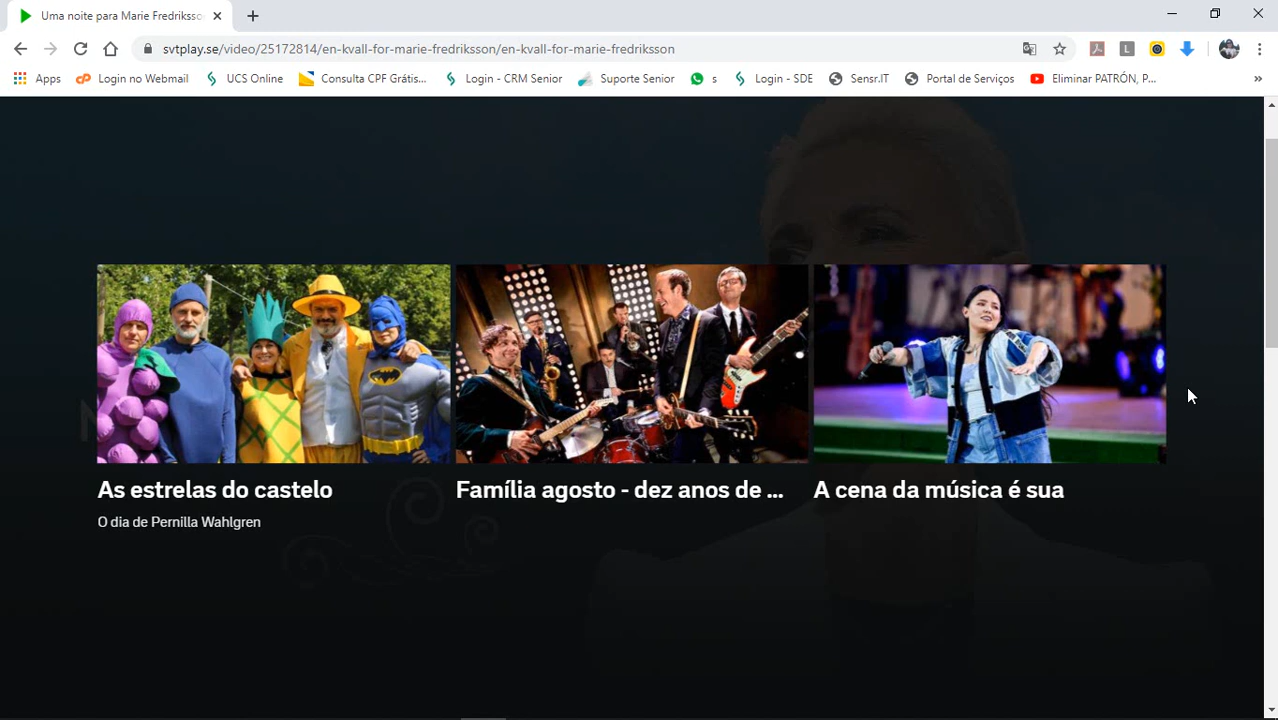 Uma noite para Marie Fredriksso
svtplay.se/video/25172814/en-kvall-for-marie-fredriksson/en-kvall-for-marie-fredriksson
Apps Login no Webmail UCS Online Consulta CPF Grátis... Login - CRM Senior Suporte Senior s Login - SDE Sensr.IT Portal de Serviços Eliminar PATRÓN, P... »
As estrelas do castelo
O dia de Pernilla Wahlgren
Família agosto - dez anos de ...
A cena da música é sua